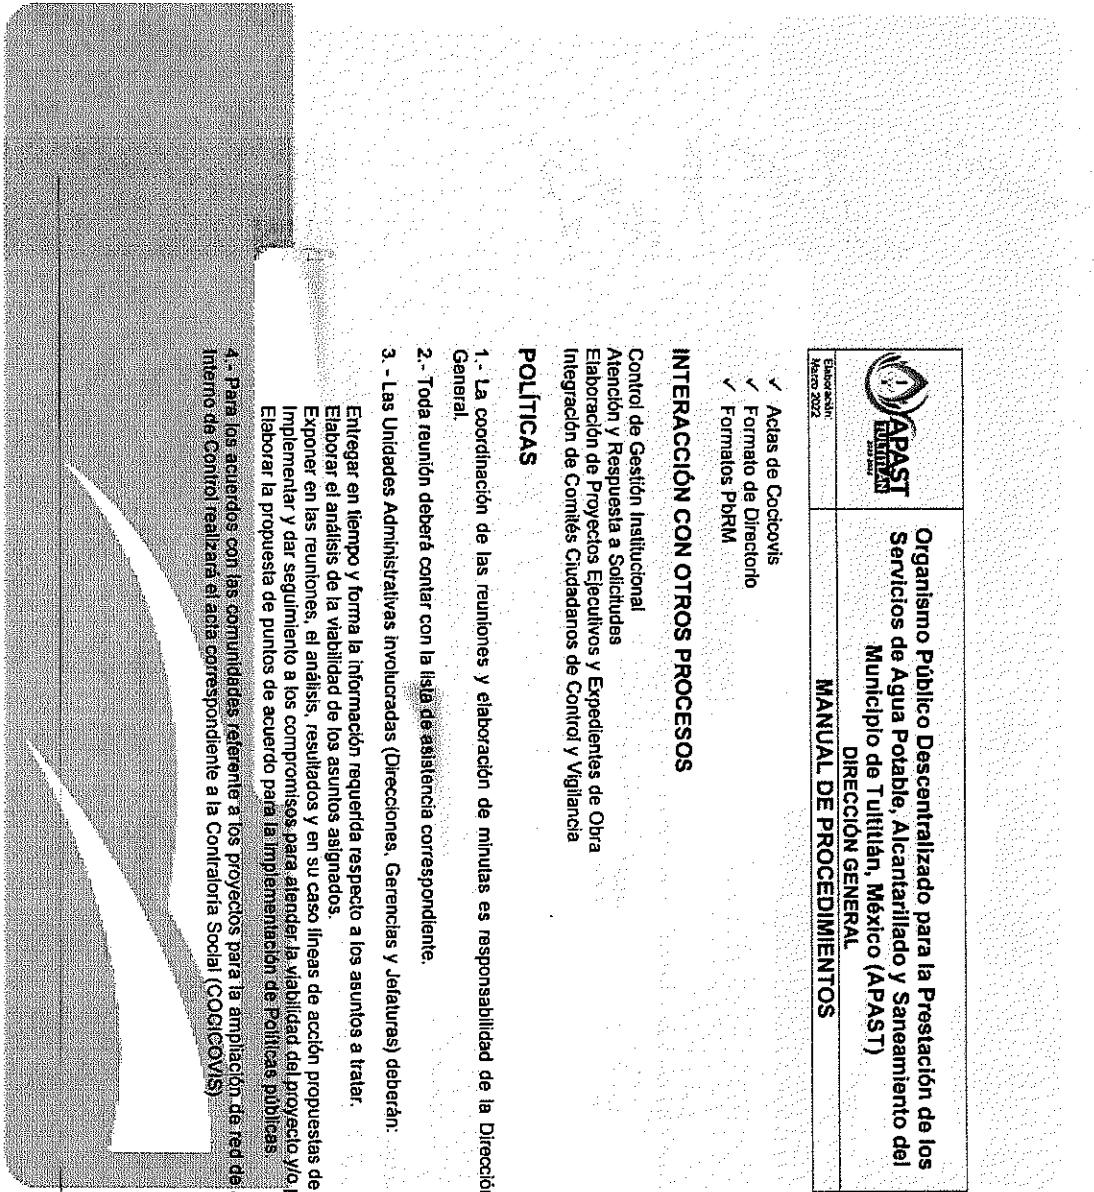 APAST
TULTITLÁN
Organismo Público Descentralizado para la Prestación de los
Servicios de Agua Potable, Alcantarillado y Saneamiento del
Municipio de Tultitlán, México (APAST)
DIRECCIÓN GENERAL
Elaboración:
Marzo 2022
MANUAL DE PROCEDIMIENTOS
✓ Actas de Cocicovis
✓ Formato de Directorio
✓ Formatos PbRM
INTERACCIÓN CON OTROS PROCESOS
Control de Gestión Institucional
Atención y Respuesta a Solicitudes
Elaboración de Proyectos Ejecutivos y Expedientes de Obra
Integración de Comités Ciudadanos de Control y Vigilancia
POLÍTICAS
1.- La coordinación de las reuniones y elaboración de minutas es responsabilidad de la Dirección
General.
2.- Toda reunión deberá contar con la lista de asistencia correspondiente.
3. - Las Unidades Administrativas involucradas (Direcciones, Gerencias y Jefaturas) deberán:
Entregar en tiempo y forma la información requerida respecto a los asuntos a tratar.
Elaborar el análisis de la viabilidad de los asuntos asignados.
Exponer en las reuniones, el análisis, resultados y en su caso líneas de acción propuestas de
Implementar y dar seguimiento a los compromisos para atender la viabilidad del proyecto y/o
Elaborar la propuesta de puntos de acuerdo para la implementación de Políticas públicas.
4.- Para los acuerdos con las comunidades referente a los proyectos para la ampliación de red de
Interno de Control realizará el acta correspondiente a la Contraloría Social (COCICOVIS)